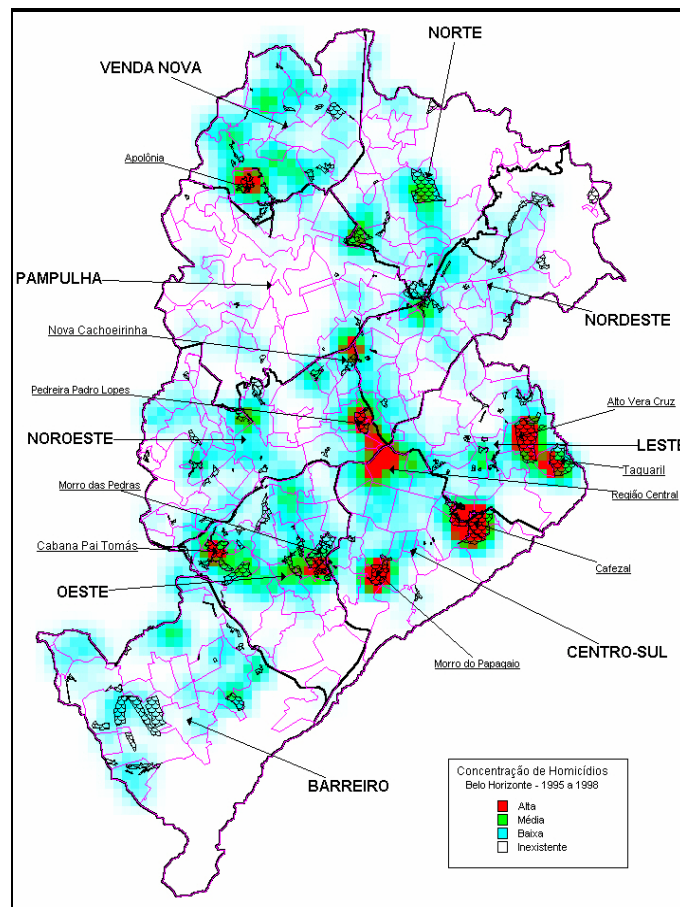 NORTE
VENDA NOVA
Apolônia
PAMPULHA
NORDESTE
Nova Cachoeirinha
Pedreira Padro Lopes
Alto Vera Cruz
NOROESTE
LESTE
Taquaril
Morro das Pedras
Região Central
Cabana Pai Tomás
Cafezal
OESTE
CENTRO-SUL
Morro do Papagaio
BARREIRO
Concentração de Homicídios
Belo Horizonte - 1995 a 1998
Alta
Média
Baixa
Inexistente